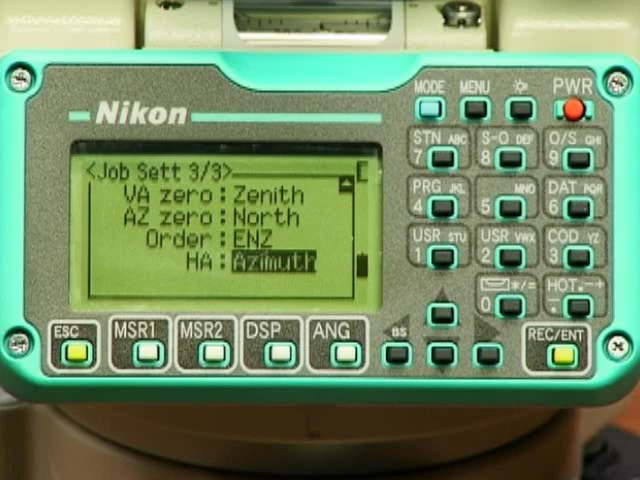 Nikon
MODE MENU PWR
<Job Sett 3/3>
VA zero: Zenith
AZ zero: North
Order: ENZ
HA: Azimuth
STN ABC S-O DEF O/S GHI
7 8 9
PRG JKL MNO DAT PQR
4 5 6
USR STU USR VWX COD YZ
1 2 3
*/= HOT .-+
0 -.
ESC MSR1 MSR2 DSP ANG BS REC/ENT